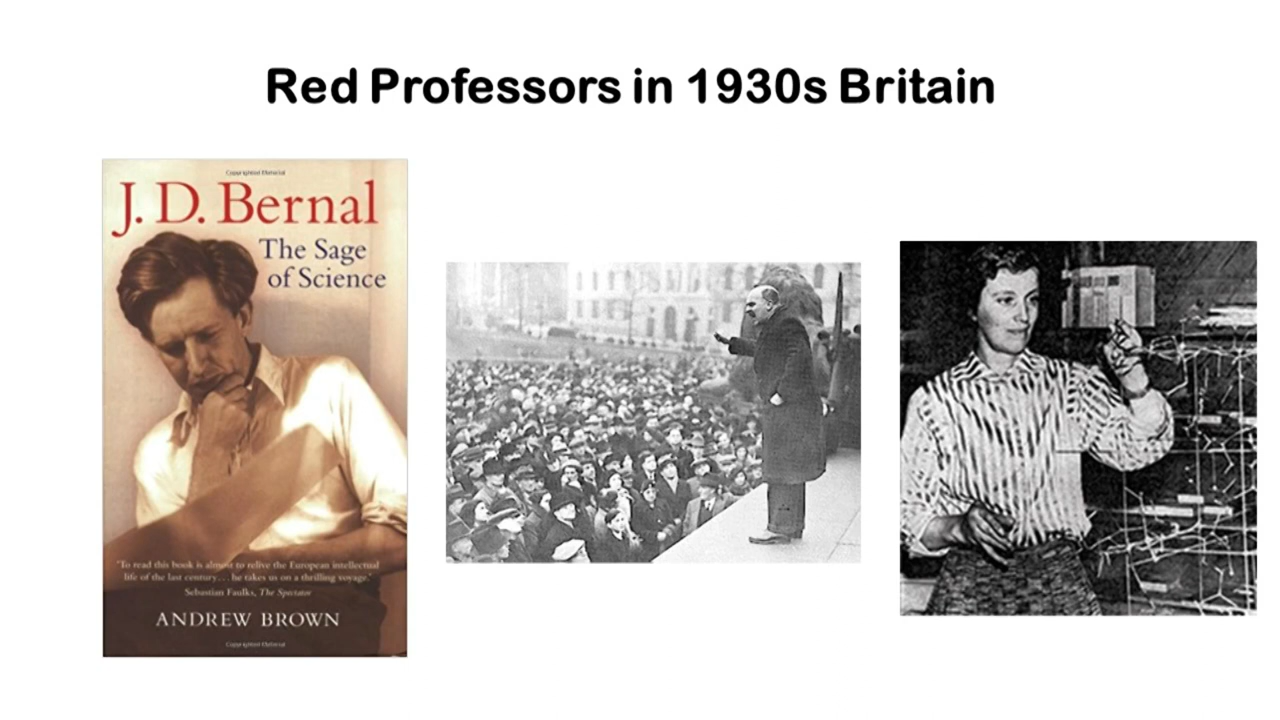 Red Professors in 1930s Britain
Copyrighted Material
J. D. Bernal
The Sage
of Science
"To read this book is almost to relive the European intellectual
life of the last century... he takes us on a thrilling voyage."
Sebastian Faulks, The Spectator
ANDREW BROWN
Copyrighted Material